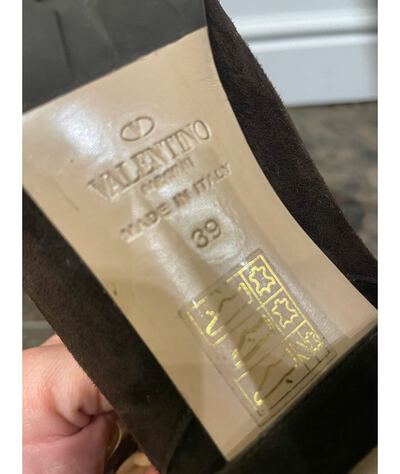 VALENTINO
GARAVANI
MADE IN ITALY
39